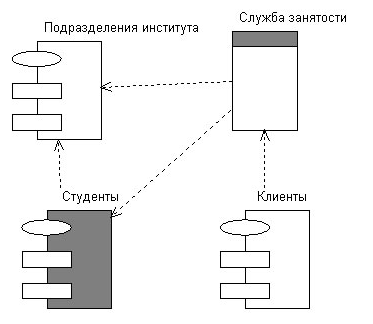 Служба занятости
Подразделения института
Студенты
Клиенты